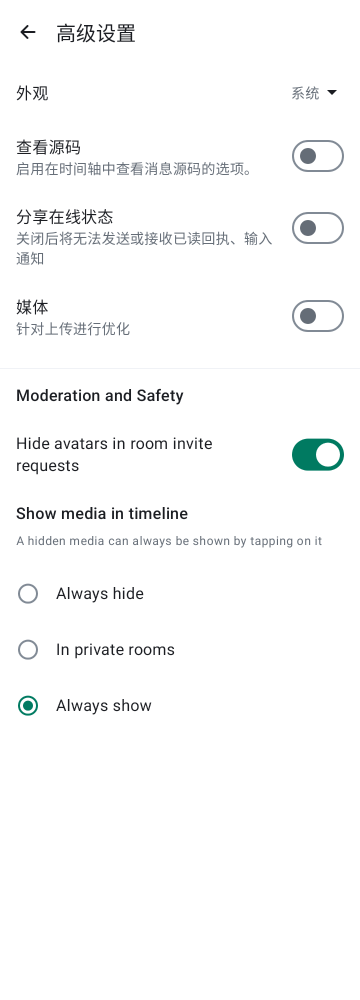 高级设置
外观
系统
查看源码
启用在时间轴中查看消息源码的选项。
分享在线状态
关闭后将无法发送或接收已读回执、输入
通知
媒体
针对上传进行优化
Moderation and Safety
Hide avatars in room invite
requests
Show media in timeline
A hidden media can always be shown by tapping on it
Always hide
In private rooms
Always show